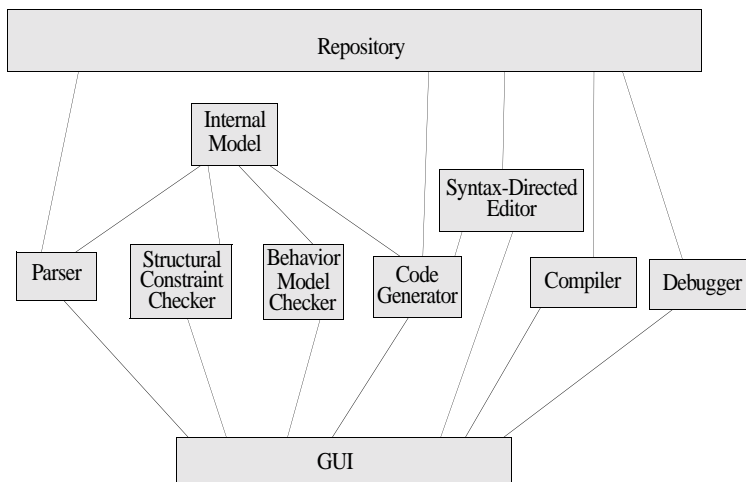 Repository
Internal
Model
Syntax-Directed
Editor
Parser
Structural
Constraint
Checker
Behavior
Model
Checker
Code
Generator
Compiler
Debugger
GUI